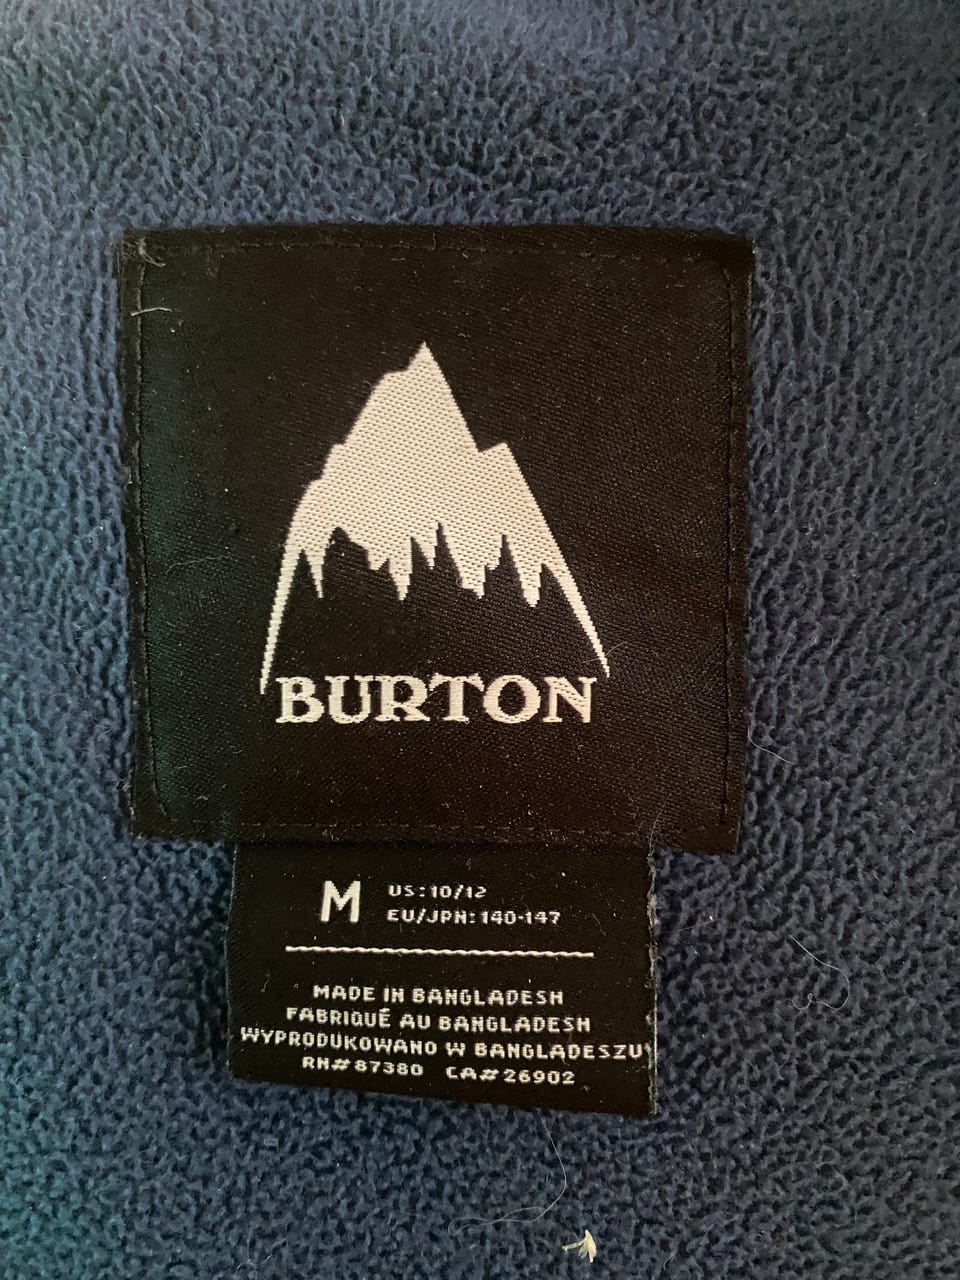 BURTON
M US:10/12
EU/JPN:140-147
MADE IN BANGLADESH
FABRIQUÉ AU BANGLADESH
WYPRODUKOWANO W BANGLADESZU
RN#87380 CA#26902